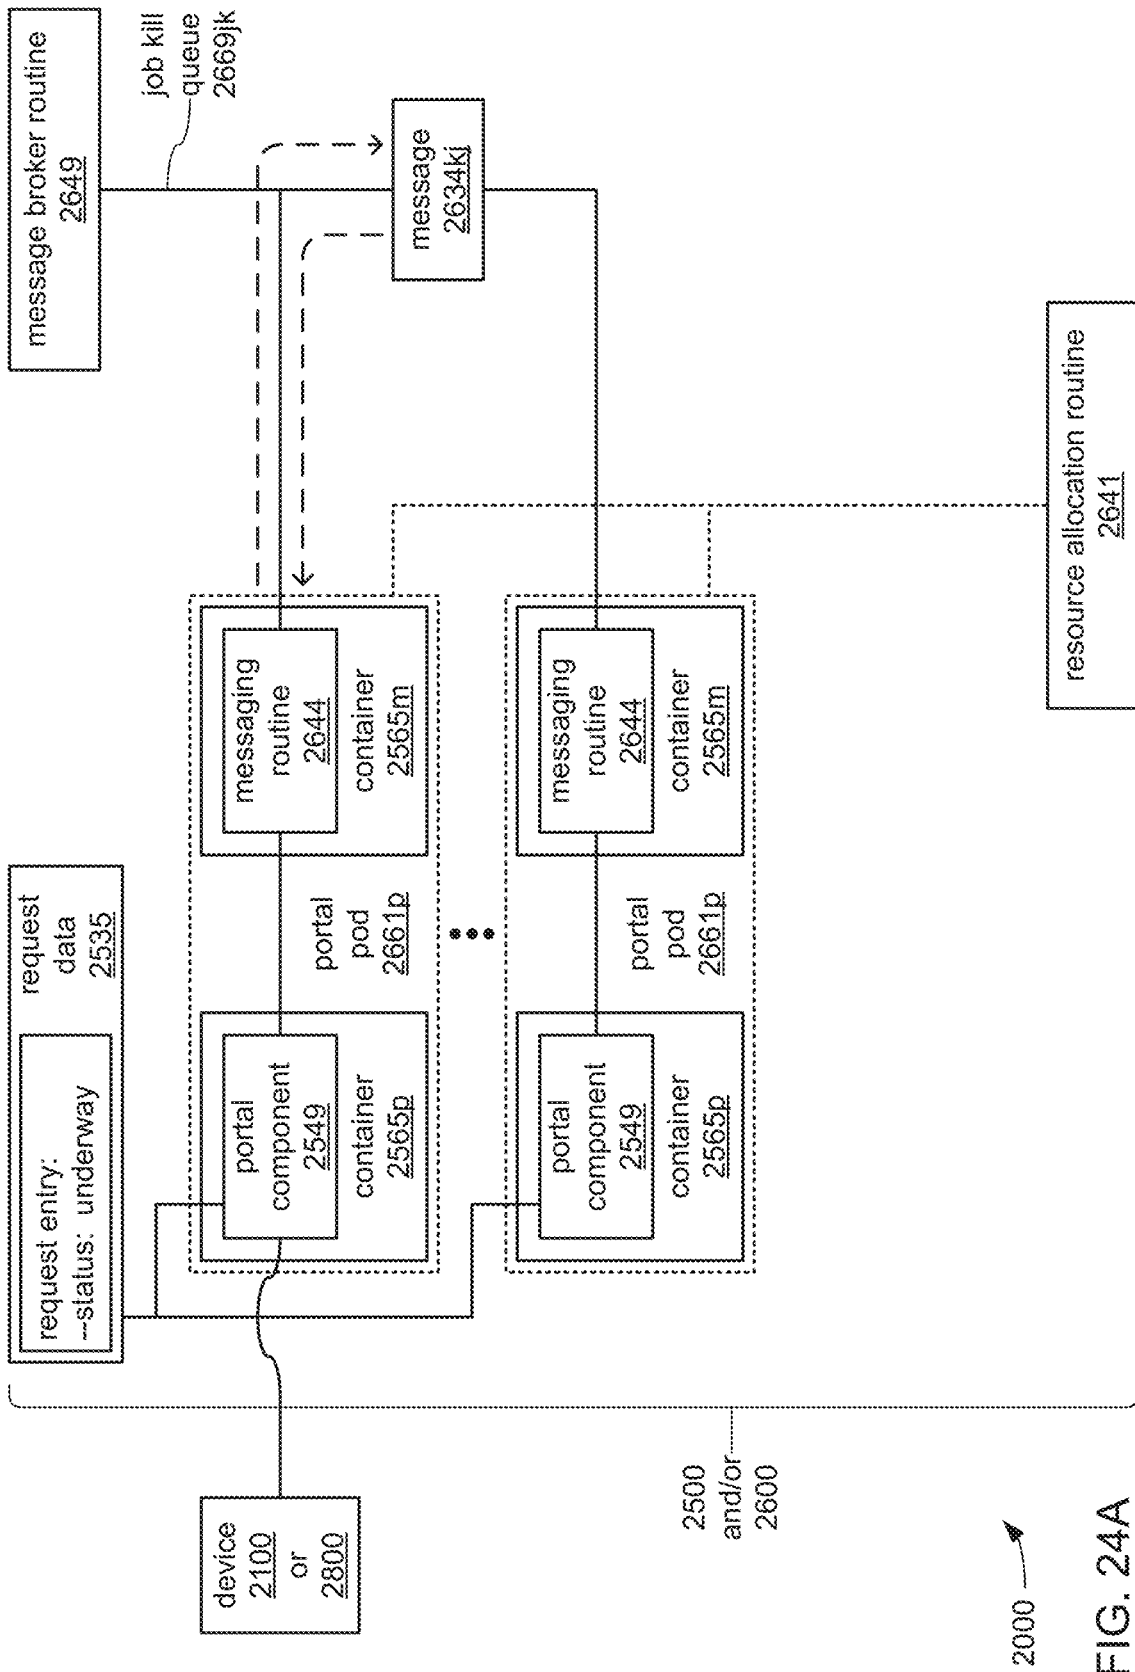 request entry:
--status: underway
request
data
2535
message broker routine
2649
job kill
queue
2669jk
device
2100
or
2800
portal
component
2549
container
2565p
portal
pod
2661p
messaging
routine
2644
container
2565m
message
2634kj
portal
component
2549
container
2565p
portal
pod
2661p
messaging
routine
2644
container
2565m
2500
and/or
2600
resource allocation routine
2641
2000
FIG. 24A